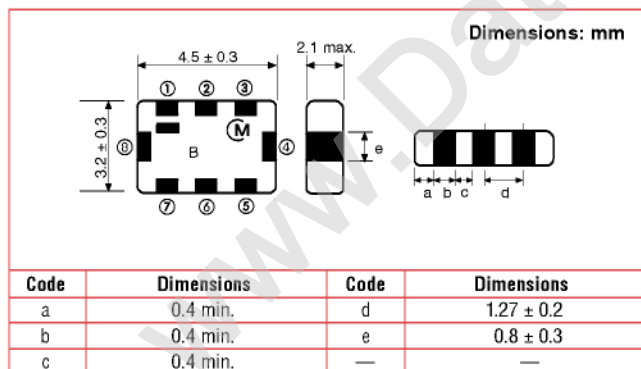 Dimensions: mm
4.5 ± 0.3
2.1 max.
① ② ③
3.2 ± 0.3
⑧ B M ④ e
⑦ ⑥ ⑤
a b c d
Code Dimensions Code Dimensions
a 0.4 min. d 1.27 ± 0.2
b 0.4 min. e 0.8 ± 0.3
c 0.4 min. — —
www.Dat